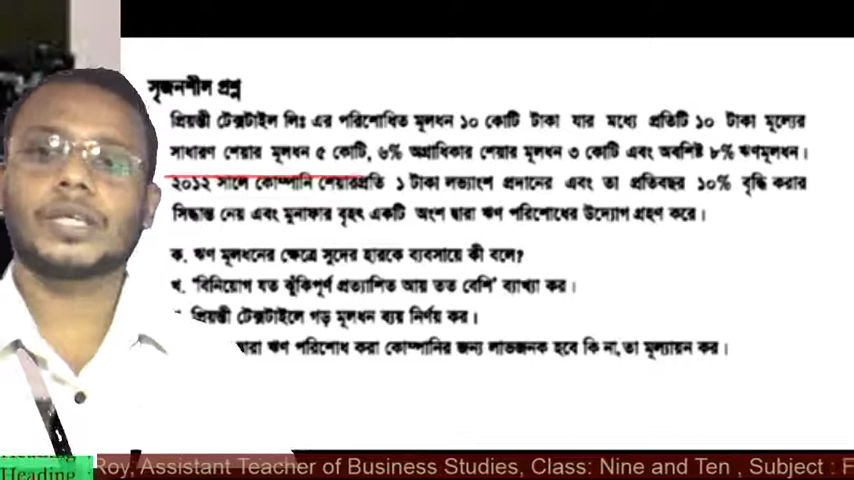 সৃজনশীল প্রশ্ন
প্রিয়ন্তী টেক্সটাইল লিঃ এর পরিশোধিত মূলধন ১০ কোটি টাকা যার মধ্যে প্রতিটি ১০ টাকা মূল্যের
সাধারণ শেয়ার মূলধন ৫ কোটি, ৬% অগ্রাধিকার শেয়ার মূলধন ৩ কোটি এবং অবশিষ্ট ৮% ঋণমূলধন।
২০১২ সালে কোম্পানি শেয়ারপ্রতি ১ টাকা লভ্যাংশ প্রদানের এবং তা প্রতিবছর ১০% বৃদ্ধি করার
সিদ্ধান্ত নেয় এবং মুনাফার বৃহৎ একটি অংশ দ্বারা ঋণ পরিশোধের উদ্যোগ গ্রহণ করে।
ক. ঋণ মূলধনের ক্ষেত্রে সুদের হারকে ব্যবসায়ে কী বলে?
খ. 'বিনিয়োগ যত ঝুঁকিপূর্ণ প্রত্যাশিত আয় তত বেশি' ব্যাখ্যা কর।
প্রিয়ন্তী টেক্সটাইলে গড় মূলধন ব্যয় নির্ণয় কর।
দ্বারা ঋণ পরিশোধ করা কোম্পানির জন্য লাভজনক হবে কি না, তা মূল্যায়ন কর।
Heading
Heading
Roy, Assistant Teacher of Business Studies, Class: Nine and Ten , Subject : F